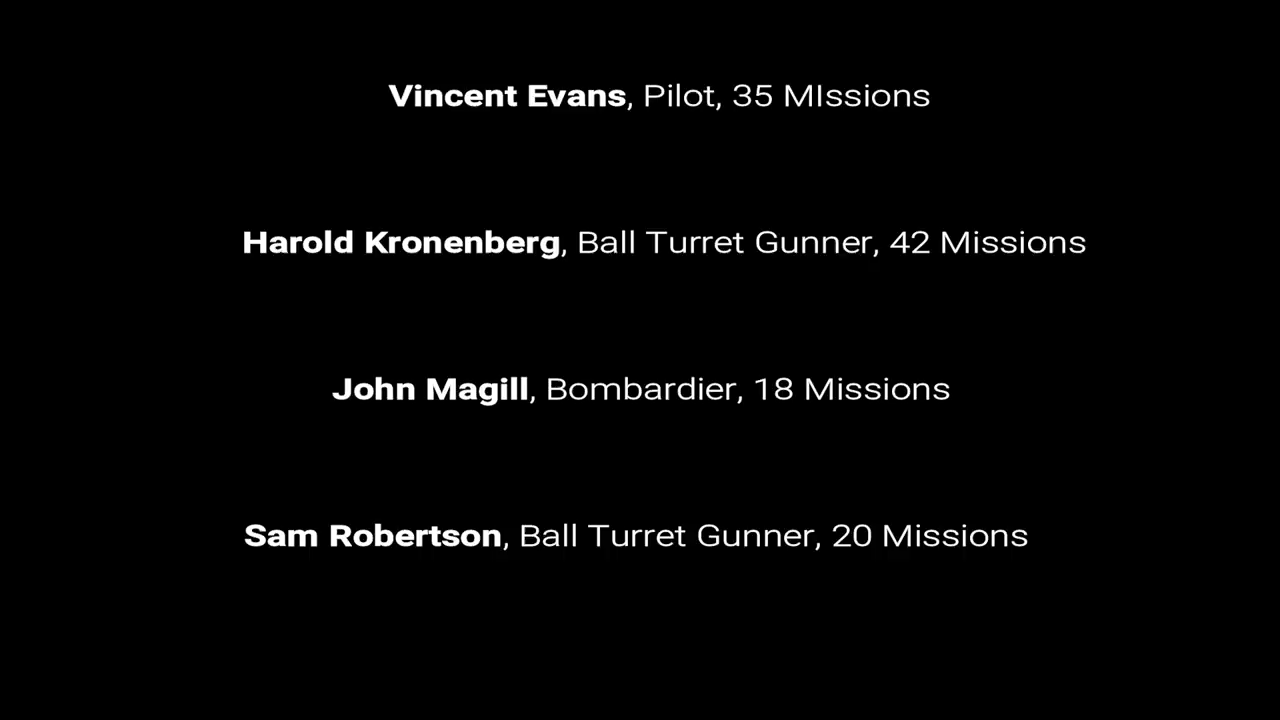 Vincent Evans, Pilot, 35 MIssions
Harold Kronenberg, Ball Turret Gunner, 42 Missions
John Magill, Bombardier, 18 Missions
Sam Robertson, Ball Turret Gunner, 20 Missions